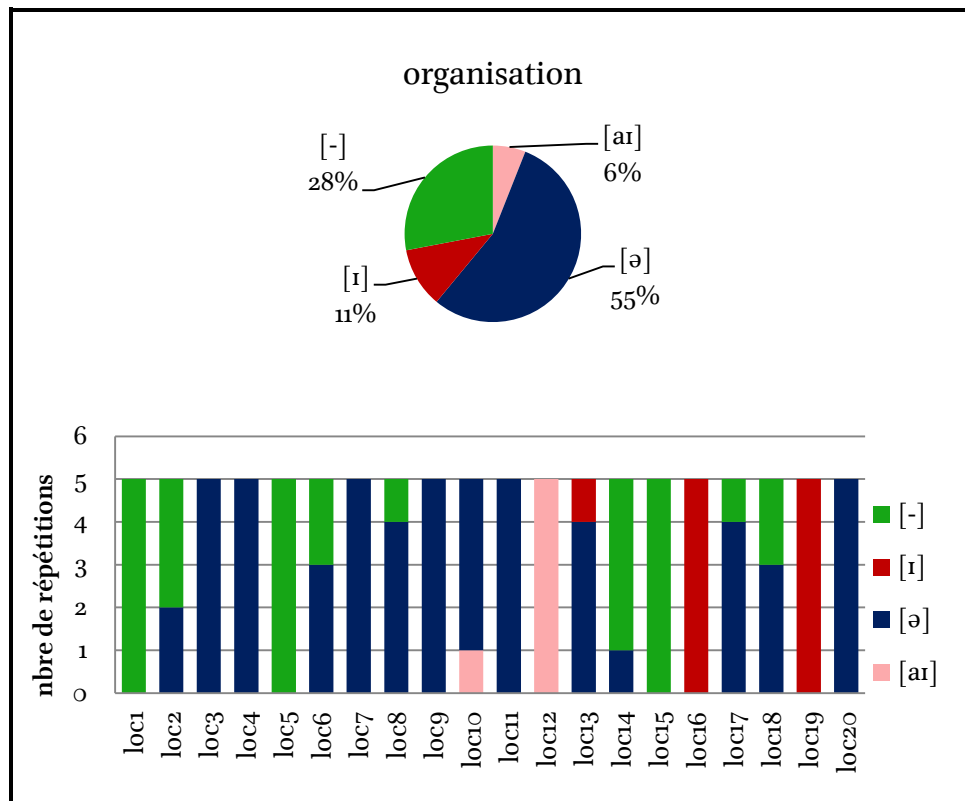 organisation
[-]
28%
[aɪ]
6%
[ə]
55%
[ɪ]
11%
nbre de répétitions
6
5
4
3
2
1
0
loc1
loc2
loc3
loc4
loc5
loc6
loc7
loc8
loc9
loc10
loc11
loc12
loc13
loc14
loc15
loc16
loc17
loc18
loc19
loc20
[-]
[ɪ]
[ə]
[aɪ]